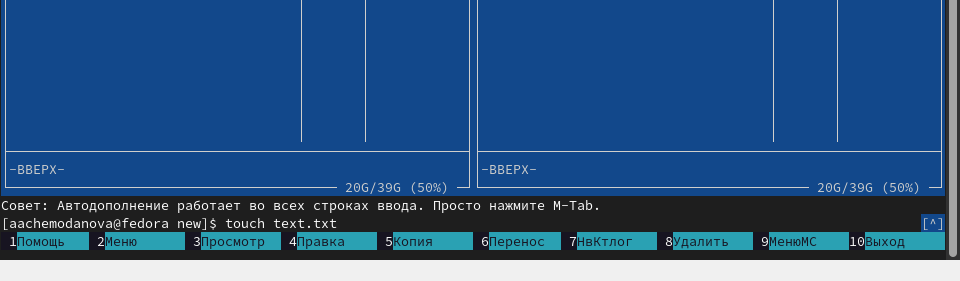 -ВВЕРХ- -ВВЕРХ-
20G/39G (50%) 20G/39G (50%)
Совет: Автодополнение работает во всех строках ввода. Просто нажмите M-Tab.
[aachemodanova@fedora new]$ touch text.txt [^]
1Помощь 2Меню 3Просмотр 4Правка 5Копия 6Перенос 7НвКтлог 8Удалить 9МенюМС 10Выход